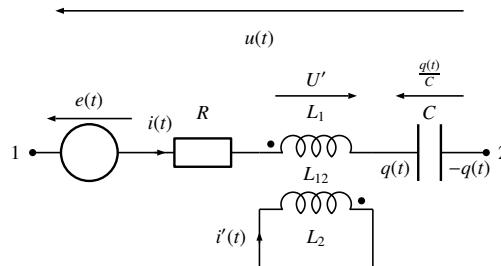 u(t)
U′
q(t)/C
e(t)
i(t)
R
L₁
C
1
2
L₁₂
q(t)
−q(t)
i′(t)
L₂